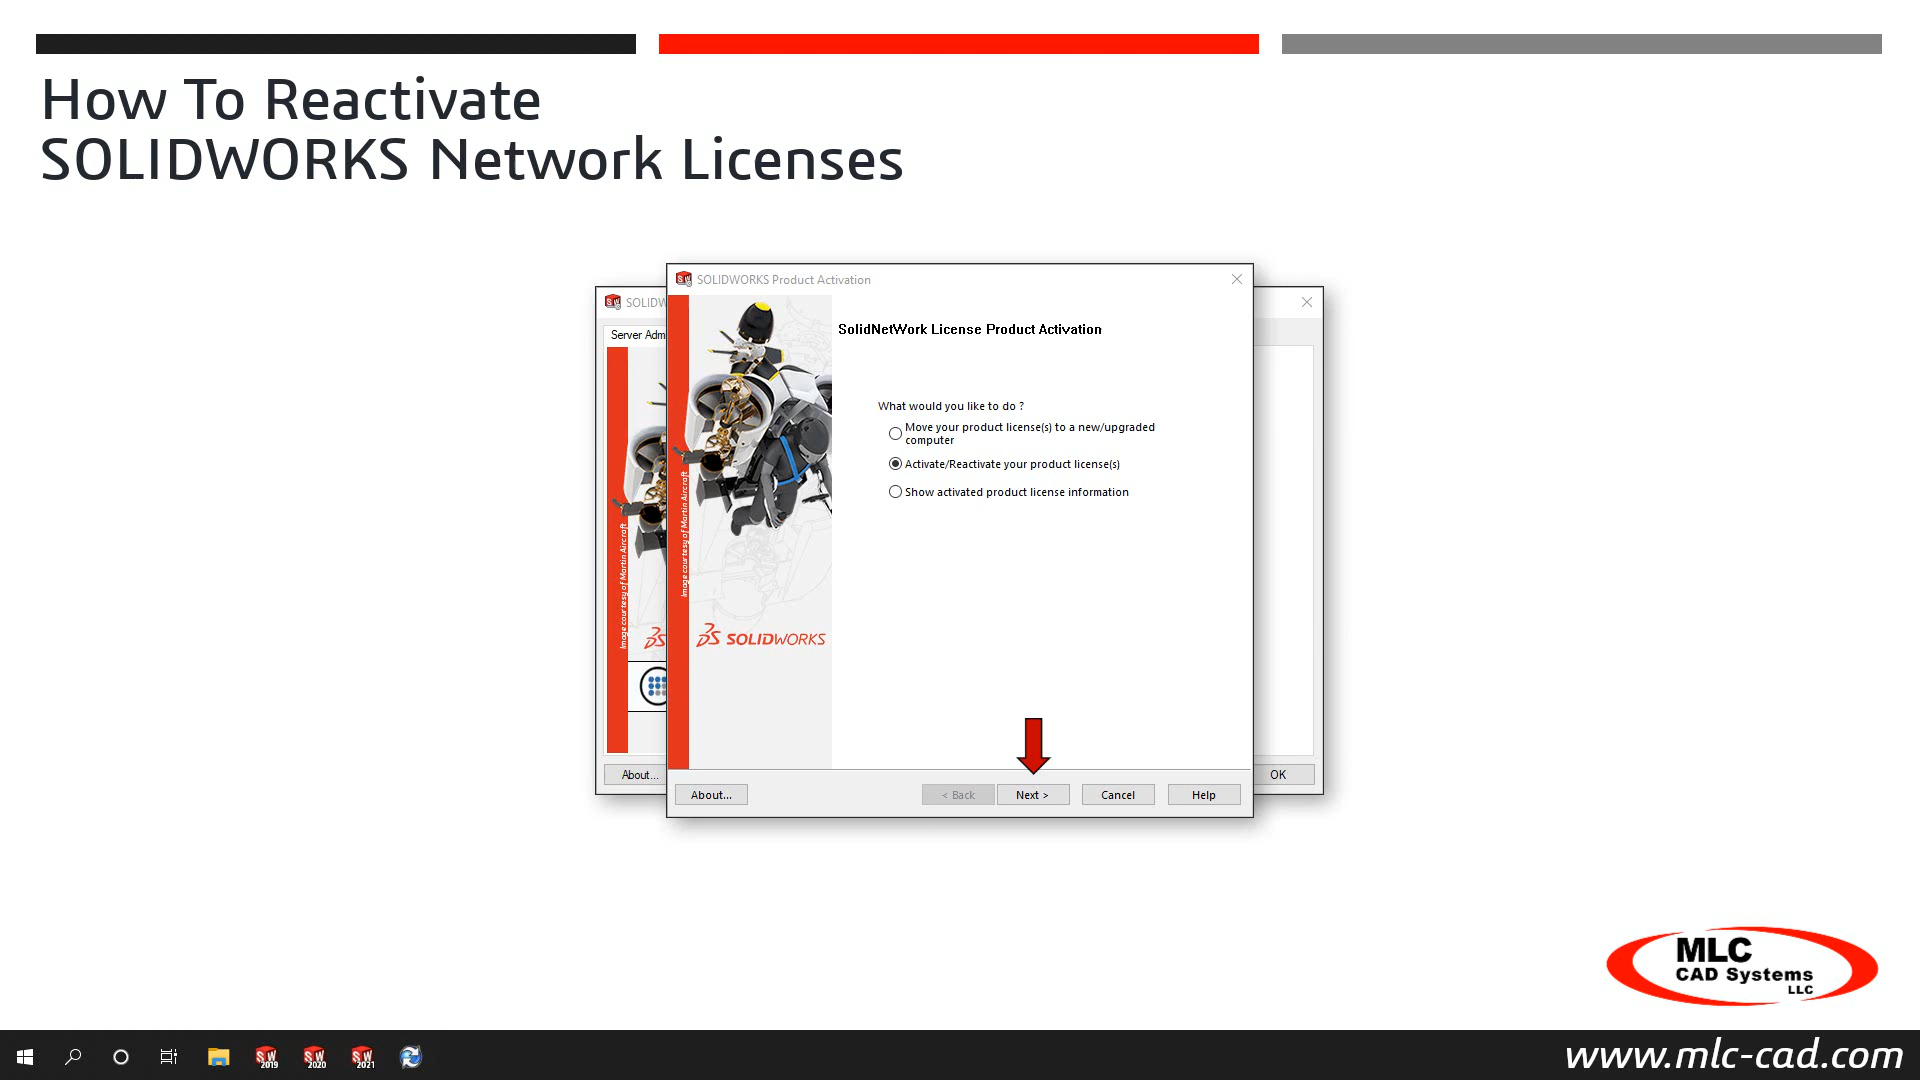 How To Reactivate
SOLIDWORKS Network Licenses
SOLIDWORKS Product Activation
SOLIDW
Server Adm
SolidNetWork License Product Activation
What would you like to do ?
Move your product license(s) to a new/upgraded
computer
Activate/Reactivate your product license(s)
Show activated product license information
Image courtesy of Martin Aircraft
Image courtesy of Martin Aircraft
SOLIDWORKS
About...
OK
About...
< Back
Next >
Cancel
Help
MLC
CAD Systems
LLC
SW
2019
SW
2020
SW
2021
www.mlc-cad.com